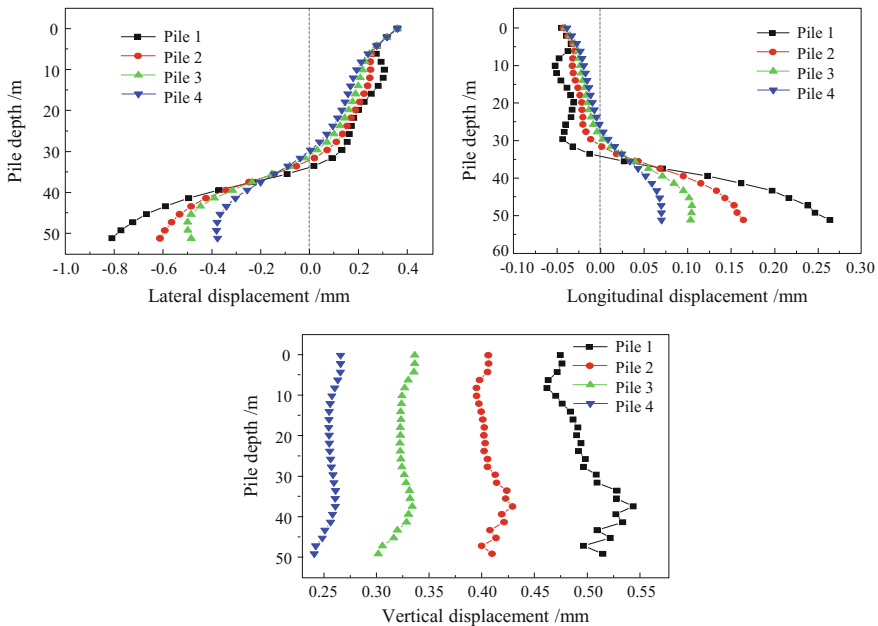 Pile depth /m
0
10
20
30
40
50
-1.0
-0.8
-0.6
-0.4
-0.2
0.0
0.2
0.4
Lateral displacement /mm
Pile 1
Pile 2
Pile 3
Pile 4
Pile depth /m
0
10
20
30
40
50
60
-0.10
-0.05
0.00
0.05
0.10
0.15
0.20
0.25
0.30
Longitudinal displacement /mm
Pile 1
Pile 2
Pile 3
Pile 4
Pile depth /m
0
10
20
30
40
50
0.25
0.30
0.35
0.40
0.45
0.50
0.55
Vertical displacement /mm
Pile 1
Pile 2
Pile 3
Pile 4